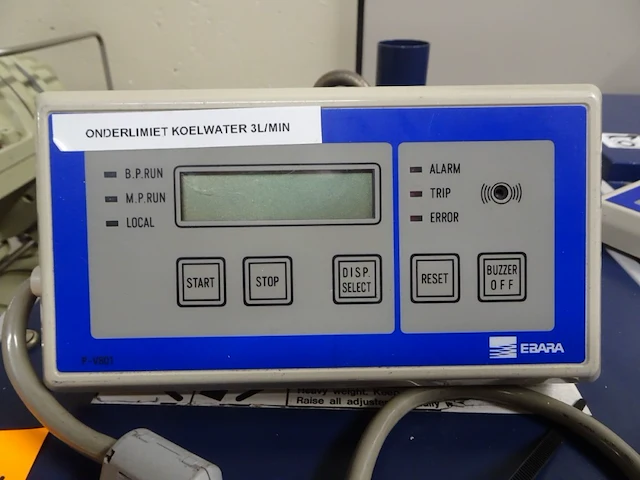 ONDERLIMIET KOELWATER 3L/MIN
B.P.RUN
M.P.RUN
LOCAL
ALARM
TRIP
ERROR
START
STOP
DISP.
SELECT
RESET
BUZZER
OFF
EBARA
Heavy weight. Keep
Raise all